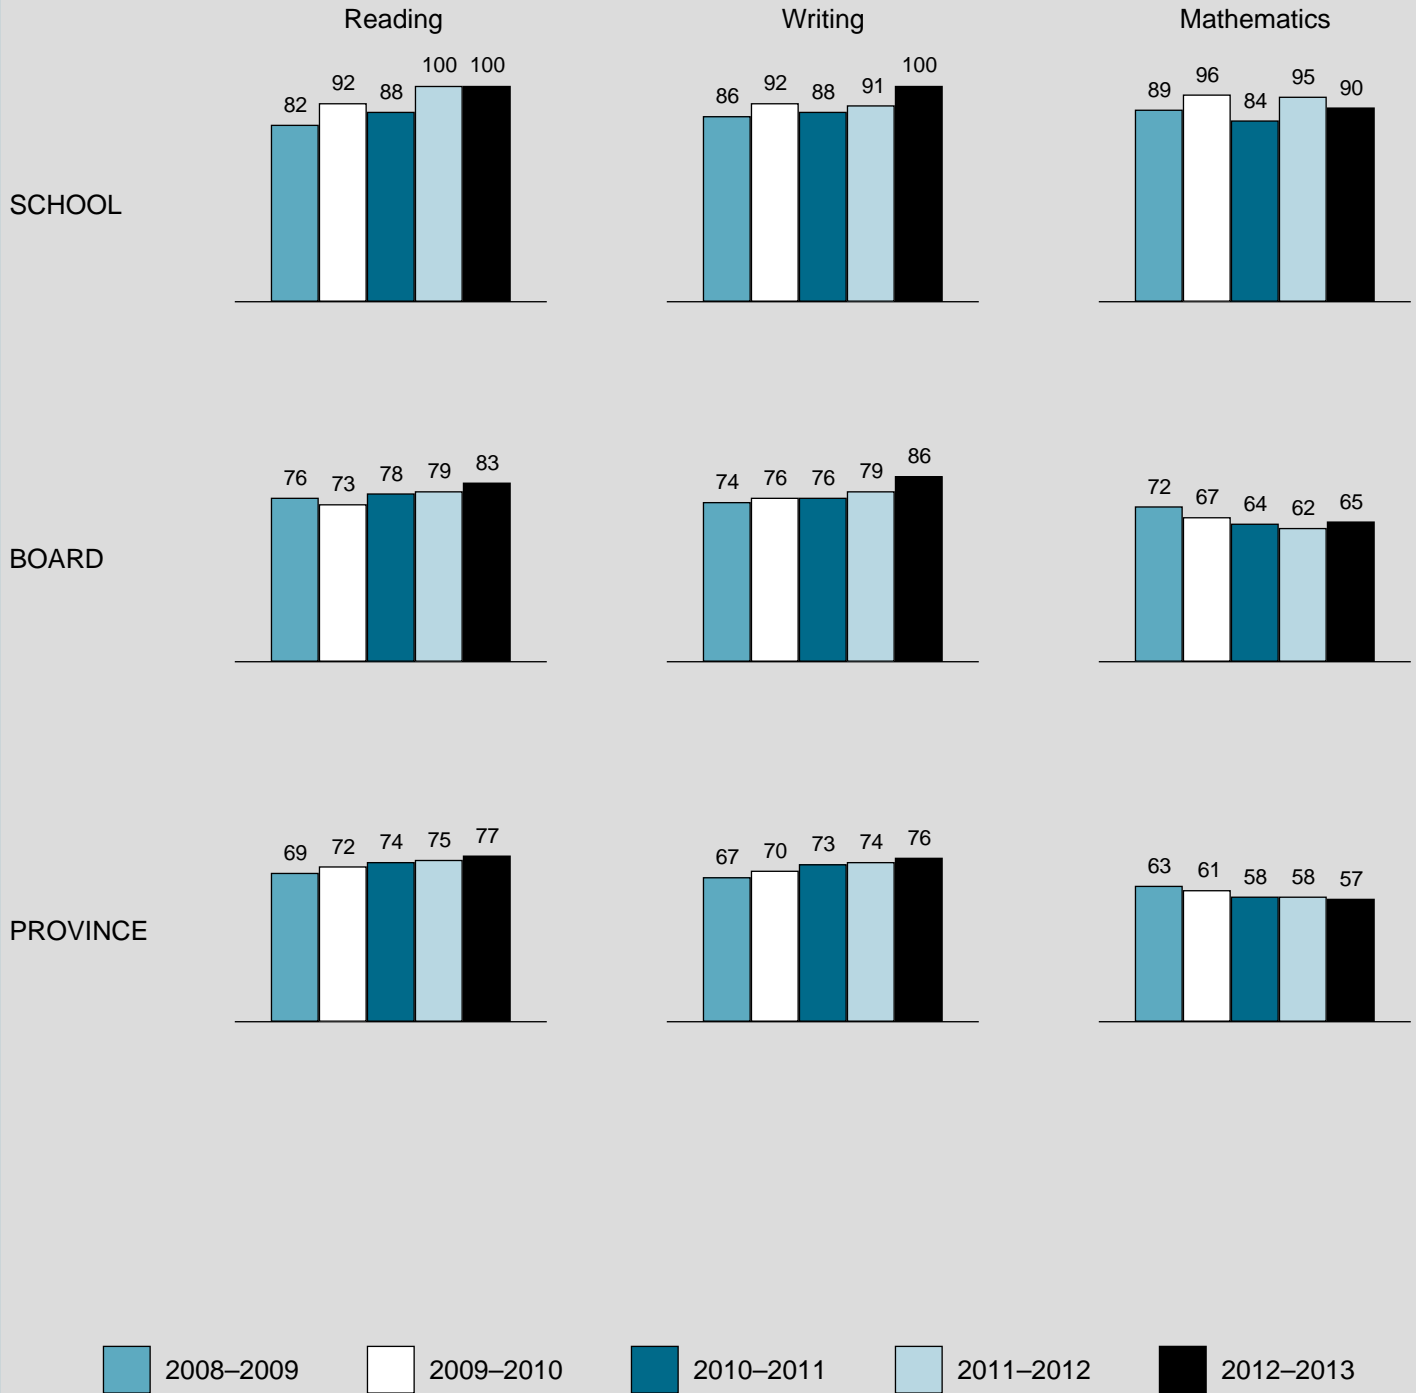 Reading Writing Mathematics
SCHOOL
82 92 88 100 100
86 92 88 91 100
89 96 84 95 90
BOARD
76 73 78 79 83
74 76 76 79 86
72 67 64 62 65
PROVINCE
69 72 74 75 77
67 70 73 74 76
63 61 58 58 57
2008–2009 2009–2010 2010–2011 2011–2012 2012–2013